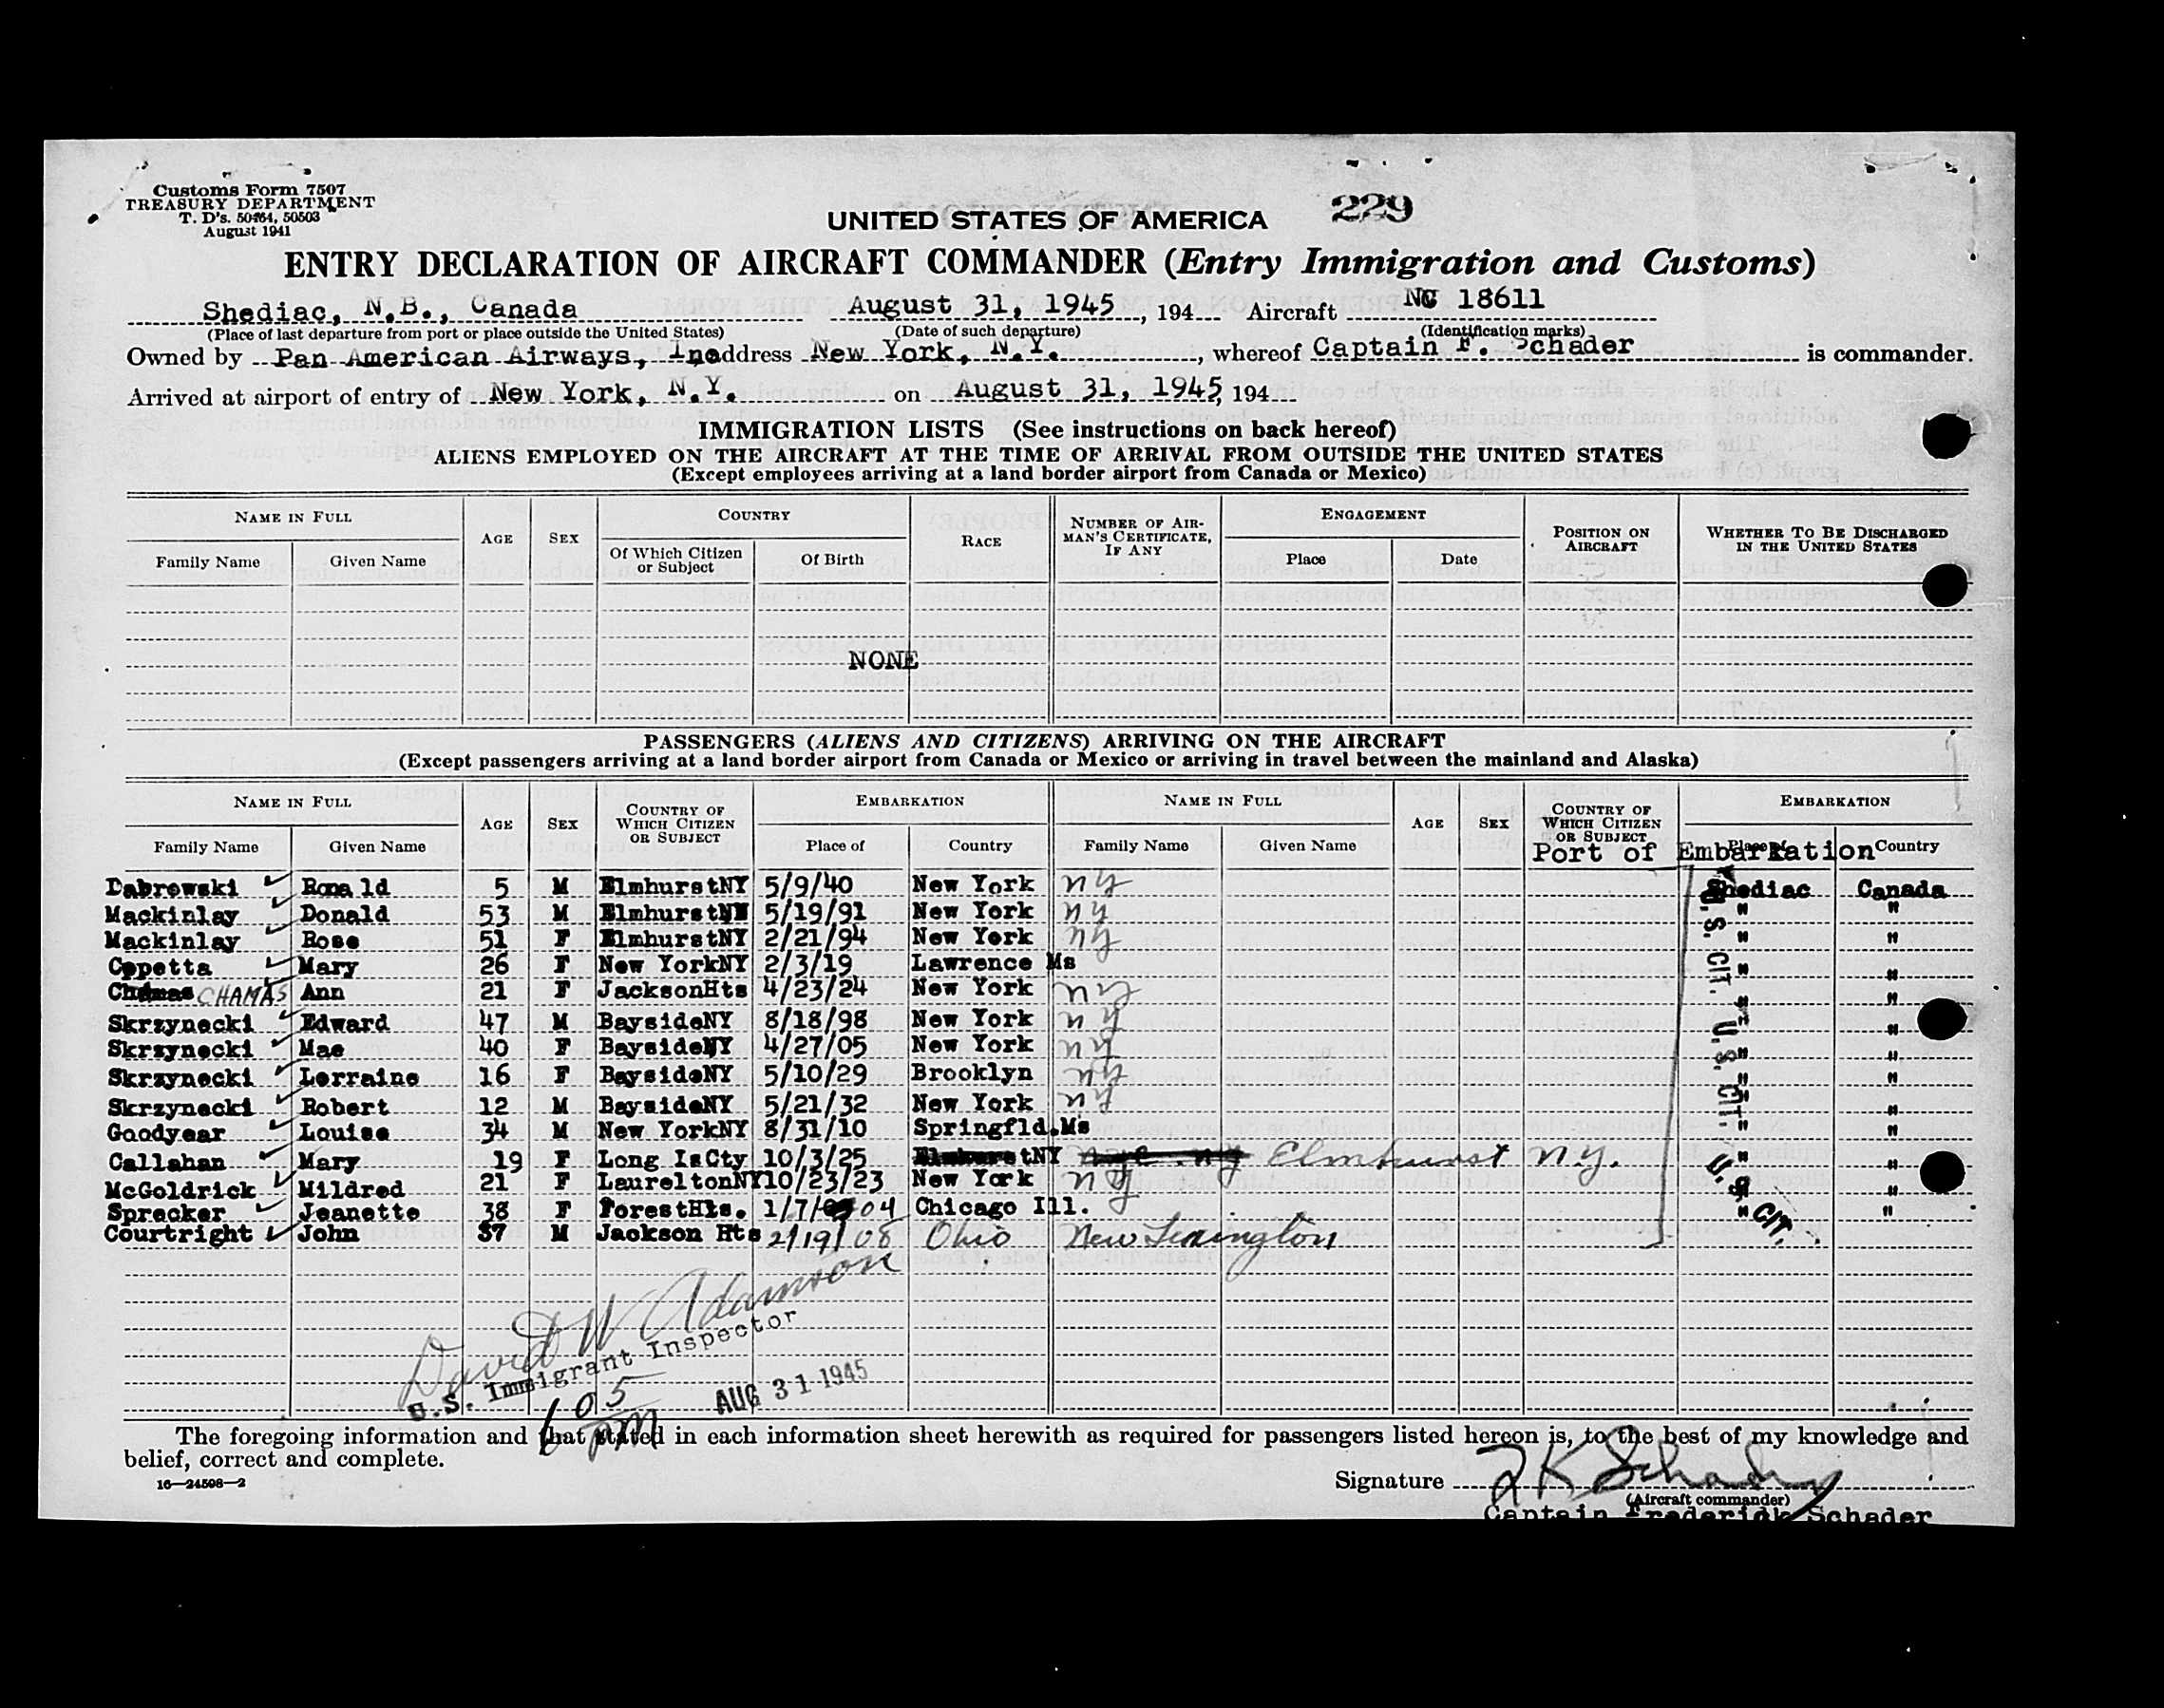 Customs Form 7507
TREASURY DEPARTMENT
T. D's. 50464, 50503
August 1941
UNITED STATES OF AMERICA 229
ENTRY DECLARATION OF AIRCRAFT COMMANDER (Entry Immigration and Customs)
Shediac, N.B., Canada August 31, 1945, 194 Aircraft NC 18611
(Place of last departure from port or place outside the United States) (Date of such departure) (Identification marks)
Owned by Pan American Airways, Inc address New York, N.Y., whereof Captain F. Schader is commander.
Arrived at airport of entry of New York, N.Y. on August 31, 1945, 194
IMMIGRATION LISTS (See instructions on back hereof)
ALIENS EMPLOYED ON THE AIRCRAFT AT THE TIME OF ARRIVAL FROM OUTSIDE THE UNITED STATES
(Except employees arriving at a land border airport from Canada or Mexico)
NAME IN FULL AGE SEX COUNTRY RACE NUMBER OF AIRMAN'S CERTIFICATE, IF ANY ENGAGEMENT POSITION ON AIRCRAFT WHETHER TO BE DISCHARGED IN THE UNITED STATES
Family Name Given Name Of Which Citizen or Subject Of Birth Place Date
NONE
PASSENGERS (ALIENS AND CITIZENS) ARRIVING ON THE AIRCRAFT
(Except passengers arriving at a land border airport from Canada or Mexico or arriving in travel between the mainland and Alaska)
NAME IN FULL AGE SEX COUNTRY OF WHICH CITIZEN OR SUBJECT EMBARKATION NAME IN FULL AGE SEX COUNTRY OF WHICH CITIZEN OR SUBJECT EMBARKATION
Family Name Given Name Place of Country Family Name Given Name Place of Country
Port of Embarkation
Dabrowski Ronald 5 M ElmhurstNY 5/9/40 New York NY Shediac Canada
Mackinlay Donald 53 M ElmhurstNY 5/19/91 New York NY " "
Mackinlay Rose 51 F ElmhurstNY 2/21/94 New York NY " "
Copetta Mary 26 F New YorkNY 2/3/19 Lawrence Ms " "
CHAMAS Ann 21 F JacksonHts 4/23/24 New York NY " "
Skrzynecki Edward 47 M BaysideNY 8/18/98 New York NY " "
Skrzynecki Mae 40 F BaysideNY 4/27/05 New York NY " "
Skrzynecki Lorraine 16 F BaysideNY 5/10/29 Brooklyn NY " "
Skrzynecki Robert 12 M BaysideNY 5/21/32 New York NY " "
Goodyear Louise 34 M New YorkNY 8/31/10 Springfld.Ms " "
Callahan Mary 19 F Long IsCty 10/3/25 Elmhurst N.Y. " "
McGoldrick Mildred 21 F LaureltonNY 10/23/23 New York NY " "
Sprecker Jeanette 38 F ForestHts. 1/7/04 Chicago Ill. " "
Courtright John 37 M Jackson Hts 2/19/08 Ohio New Lexington
U.S. CIT. U.S. CIT. U.S. CIT.
David W Adamson
U.S. Immigrant Inspector
605 PM AUG 31 1945
The foregoing information and that stated in each information sheet herewith as required for passengers listed hereon is, to the best of my knowledge and
belief, correct and complete.
16—24508—2
Signature F K Schader
(Aircraft commander)
Captain Frederick Schader